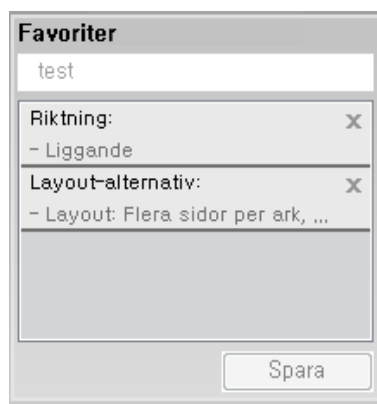 Favoriter
test
Riktning:
X
- Liggande
Layout-alternativ:
X
- Layout: Flera sidor per ark, ...
Spara